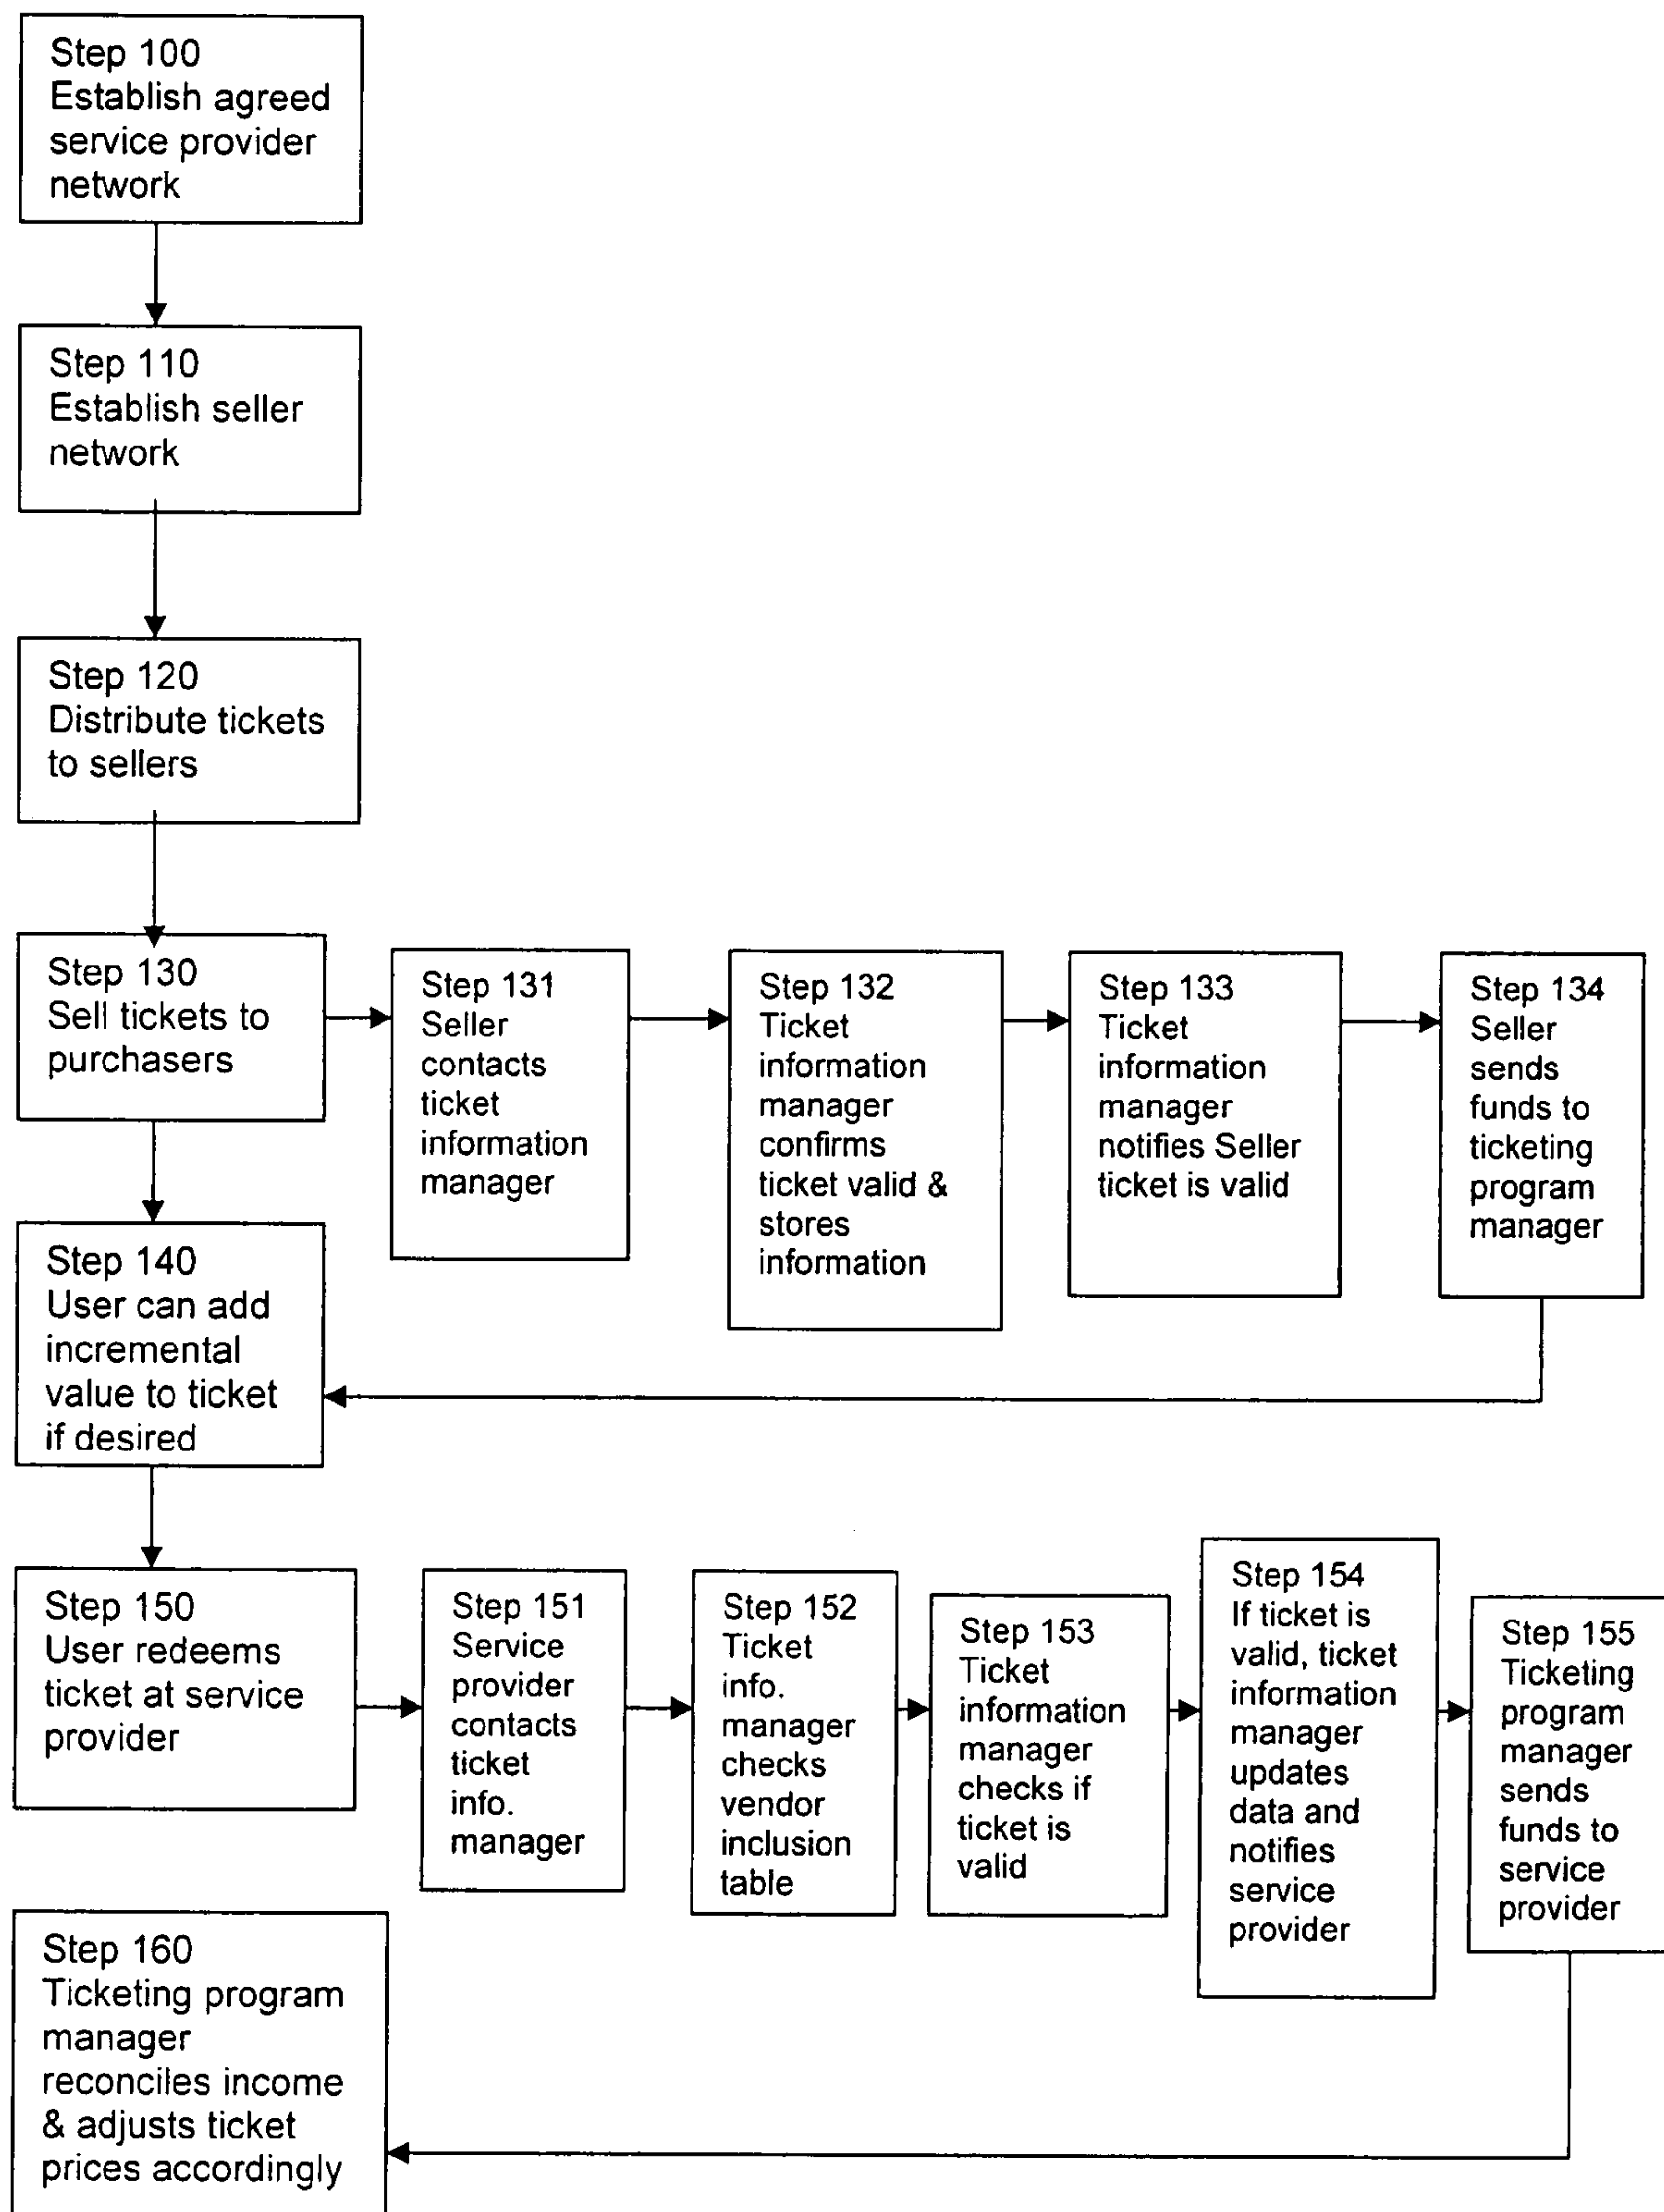 Step 100
Establish agreed
service provider
network
Step 110
Establish seller
network
Step 120
Distribute tickets
to sellers
Step 130
Sell tickets to
purchasers
Step 131
Seller
contacts
ticket
information
manager
Step 132
Ticket
information
manager
confirms
ticket valid &
stores
information
Step 133
Ticket
information
manager
notifies Seller
ticket is valid
Step 134
Seller
sends
funds to
ticketing
program
manager
Step 140
User can add
incremental
value to ticket
if desired
Step 150
User redeems
ticket at service
provider
Step 151
Service
provider
contacts
ticket
info.
manager
Step 152
Ticket
info.
manager
checks
vendor
inclusion
table
Step 153
Ticket
information
manager
checks if
ticket is
valid
Step 154
If ticket is
valid, ticket
information
manager
updates
data and
notifies
service
provider
Step 155
Ticketing
program
manager
sends
funds to
service
provider
Step 160
Ticketing program
manager
reconciles income
& adjusts ticket
prices accordingly